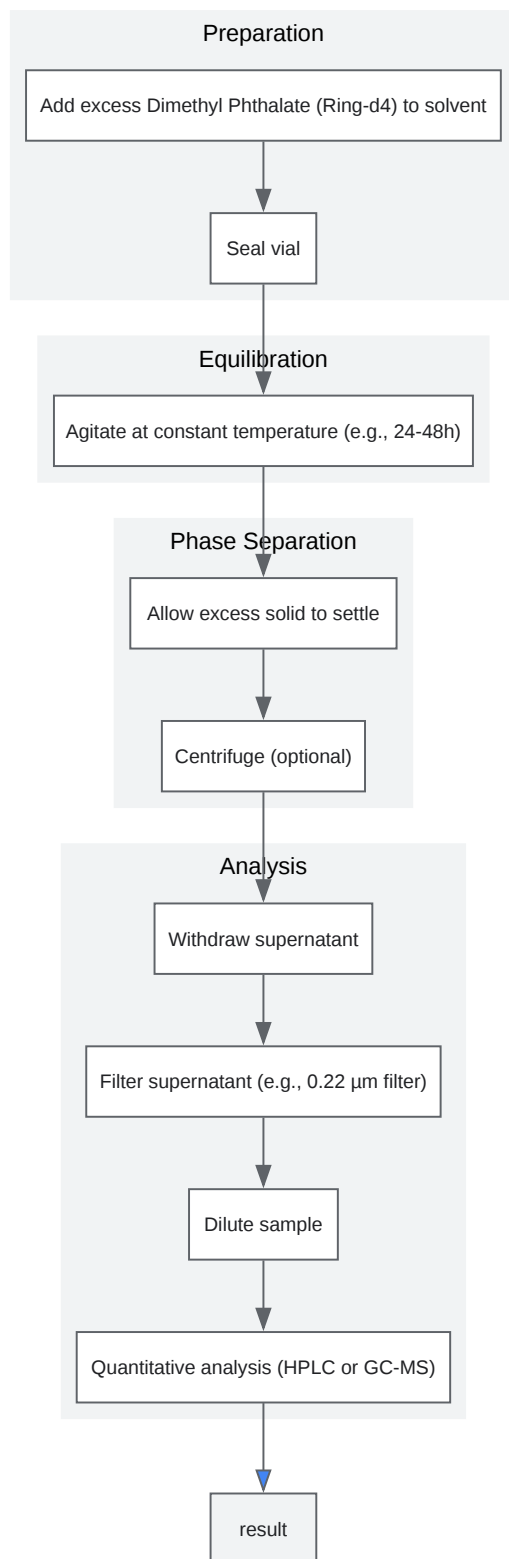 Preparation
Add excess Dimethyl Phthalate (Ring-d4) to solvent
Seal vial
Equilibration
Agitate at constant temperature (e.g., 24-48h)
Phase Separation
Allow excess solid to settle
Centrifuge (optional)
Analysis
Withdraw supernatant
Filter supernatant (e.g., 0.22 µm filter)
Dilute sample
Quantitative analysis (HPLC or GC-MS)
result